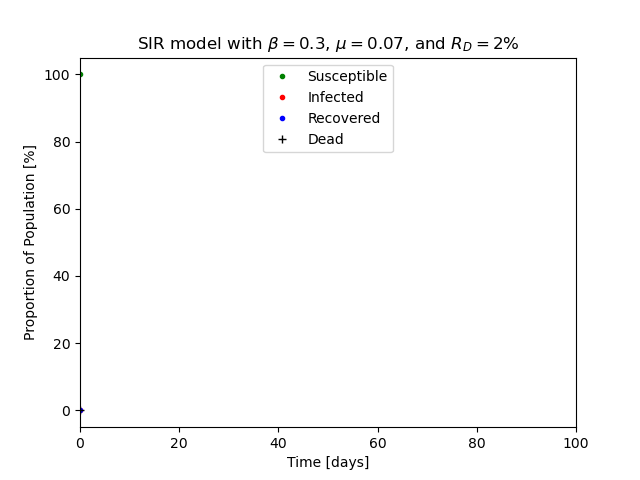 SIR model with β = 0.3, μ = 0.07, and R_D = 2%
Susceptible
Infected
Recovered
Dead
Proportion of Population [%]
100
80
60
40
20
0
0 20 40 60 80 100
Time [days]